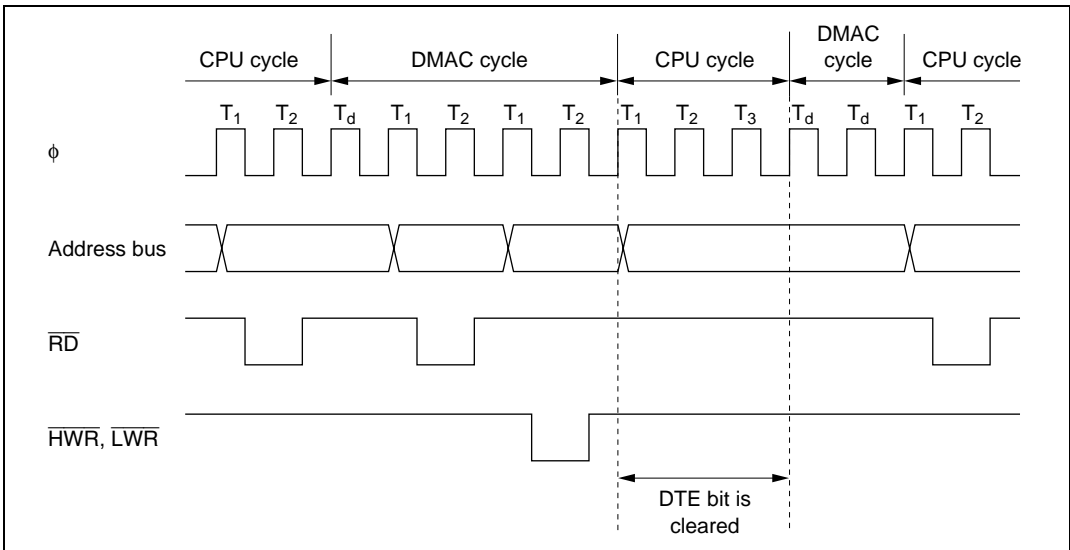 CPU cycle DMAC cycle CPU cycle DMAC cycle CPU cycle
T1 T2 Td T1 T2 T1 T2 T1 T2 T3 Td Td T1 T2
φ
Address bus
RD
HWR, LWR
DTE bit is
cleared